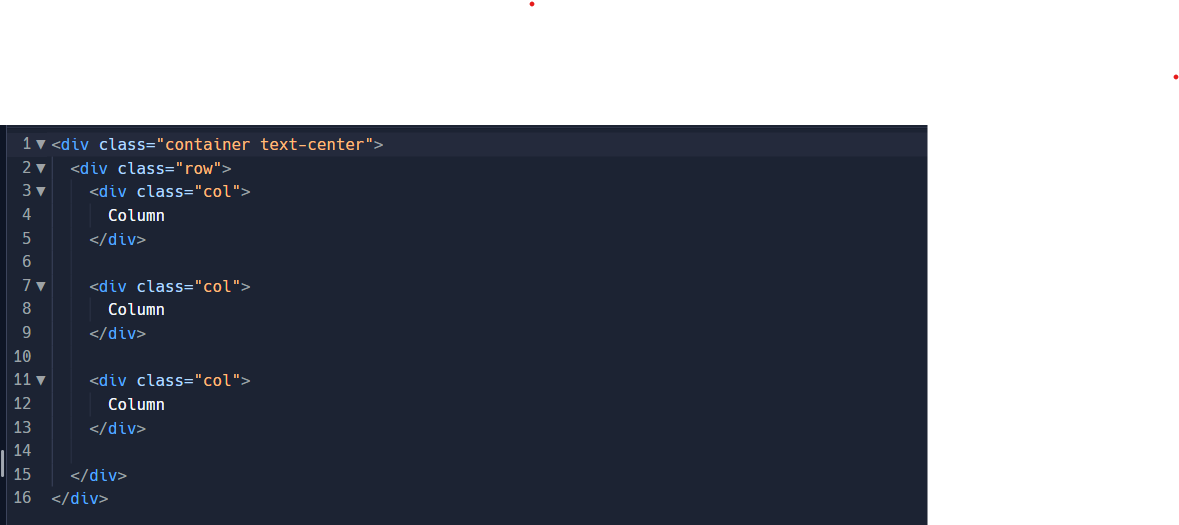 1 <div class="container text-center">
2 <div class="row">
3 <div class="col">
4 Column
5 </div>
6
7 <div class="col">
8 Column
9 </div>
10
11 <div class="col">
12 Column
13 </div>
14
15 </div>
16 </div>